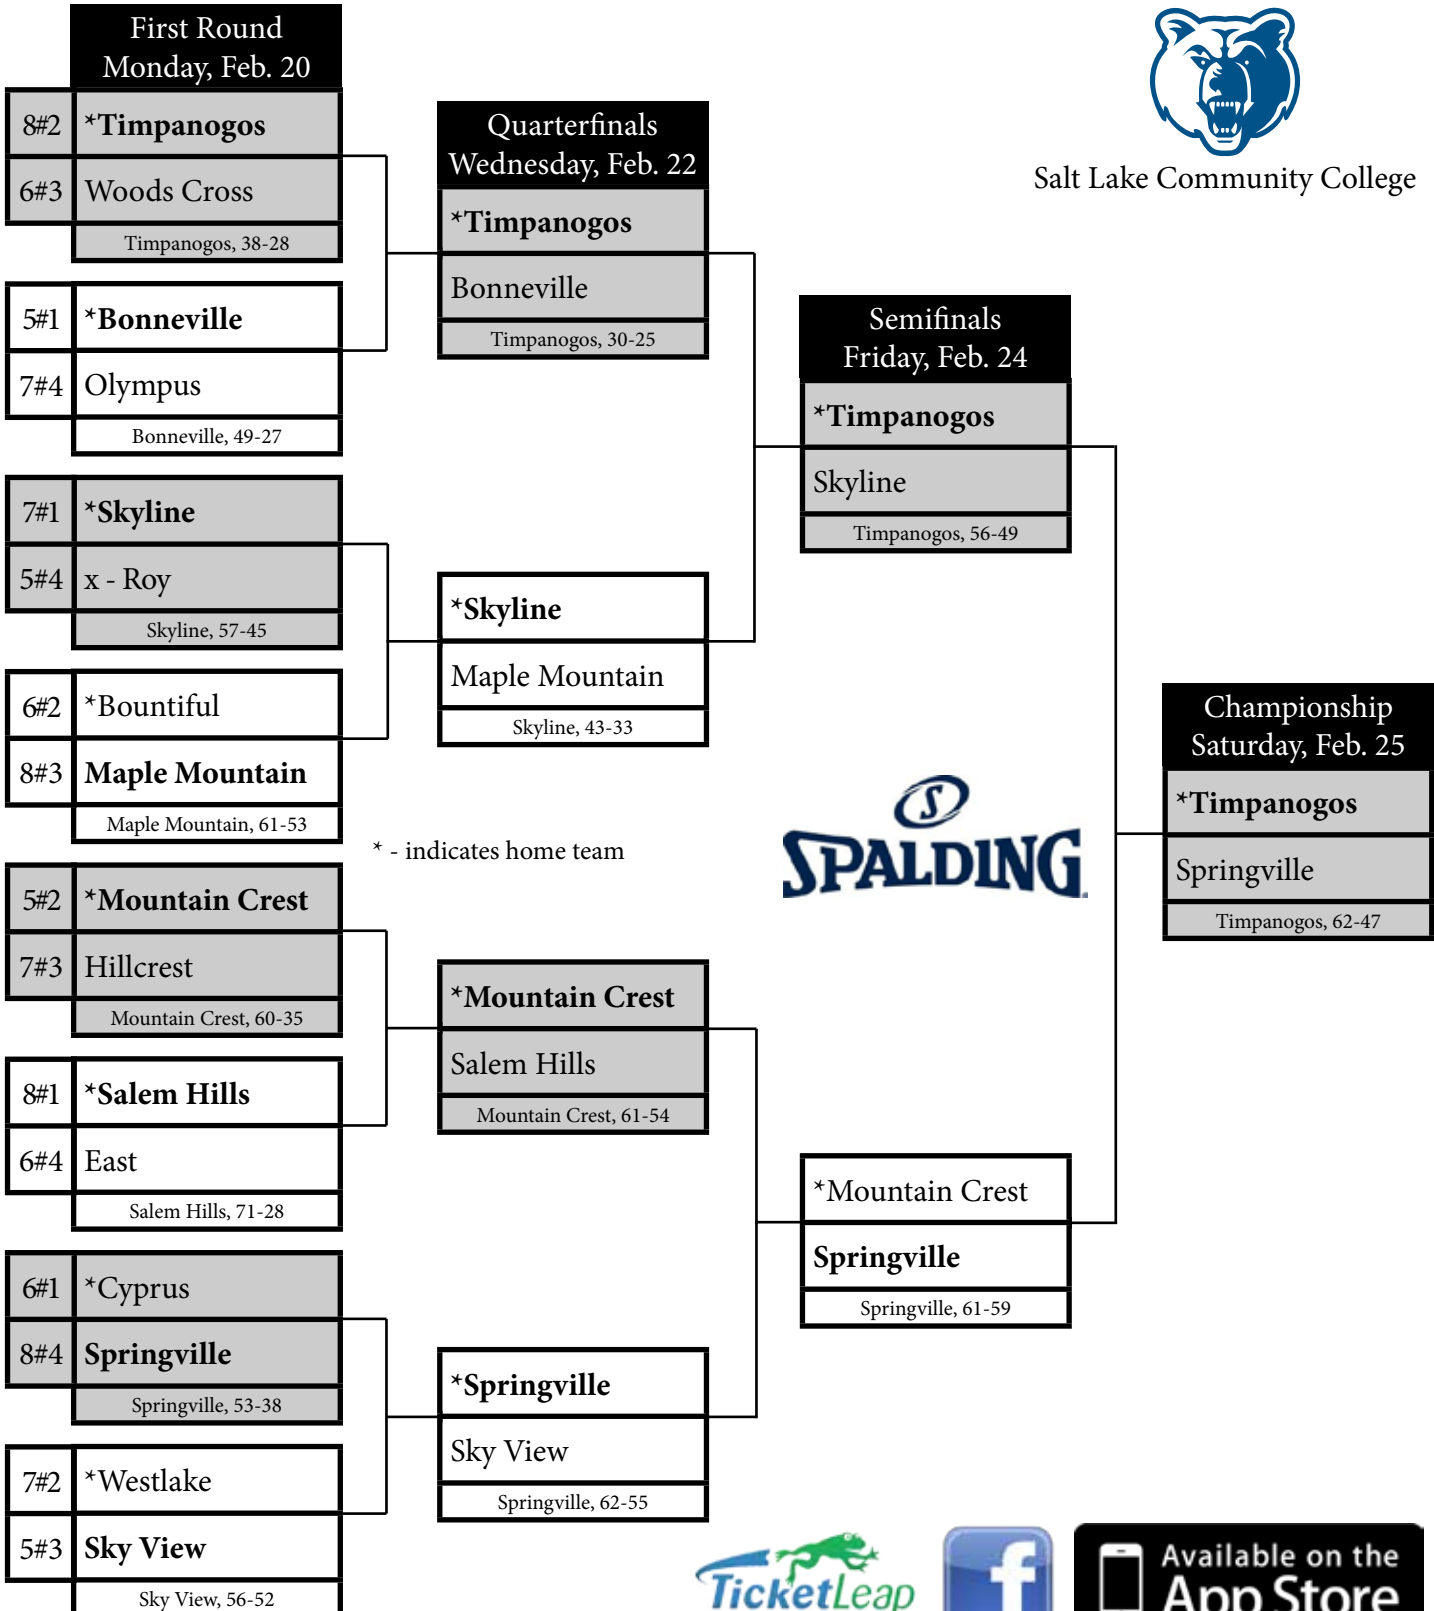 First Round
Monday, Feb. 20
8#2 *Timpanogos
6#3 Woods Cross
Timpanogos, 38-28
5#1 *Bonneville
7#4 Olympus
Bonneville, 49-27
7#1 *Skyline
5#4 x - Roy
Skyline, 57-45
6#2 *Bountiful
8#3 Maple Mountain
Maple Mountain, 61-53
5#2 *Mountain Crest
7#3 Hillcrest
Mountain Crest, 60-35
8#1 *Salem Hills
6#4 East
Salem Hills, 71-28
6#1 *Cyprus
8#4 Springville
Springville, 53-38
7#2 *Westlake
5#3 Sky View
Sky View, 56-52
Quarterfinals
Wednesday, Feb. 22
*Timpanogos
Bonneville
Timpanogos, 30-25
*Skyline
Maple Mountain
Skyline, 43-33
* - indicates home team
*Mountain Crest
Salem Hills
Mountain Crest, 61-54
*Springville
Sky View
Springville, 62-55
Semifinals
Friday, Feb. 24
*Timpanogos
Skyline
Timpanogos, 56-49
*Mountain Crest
Springville
Springville, 61-59
Championship
Saturday, Feb. 25
*Timpanogos
Springville
Timpanogos, 62-47
Salt Lake Community College
SPALDING
TicketLeap
f
Available on the
App Store